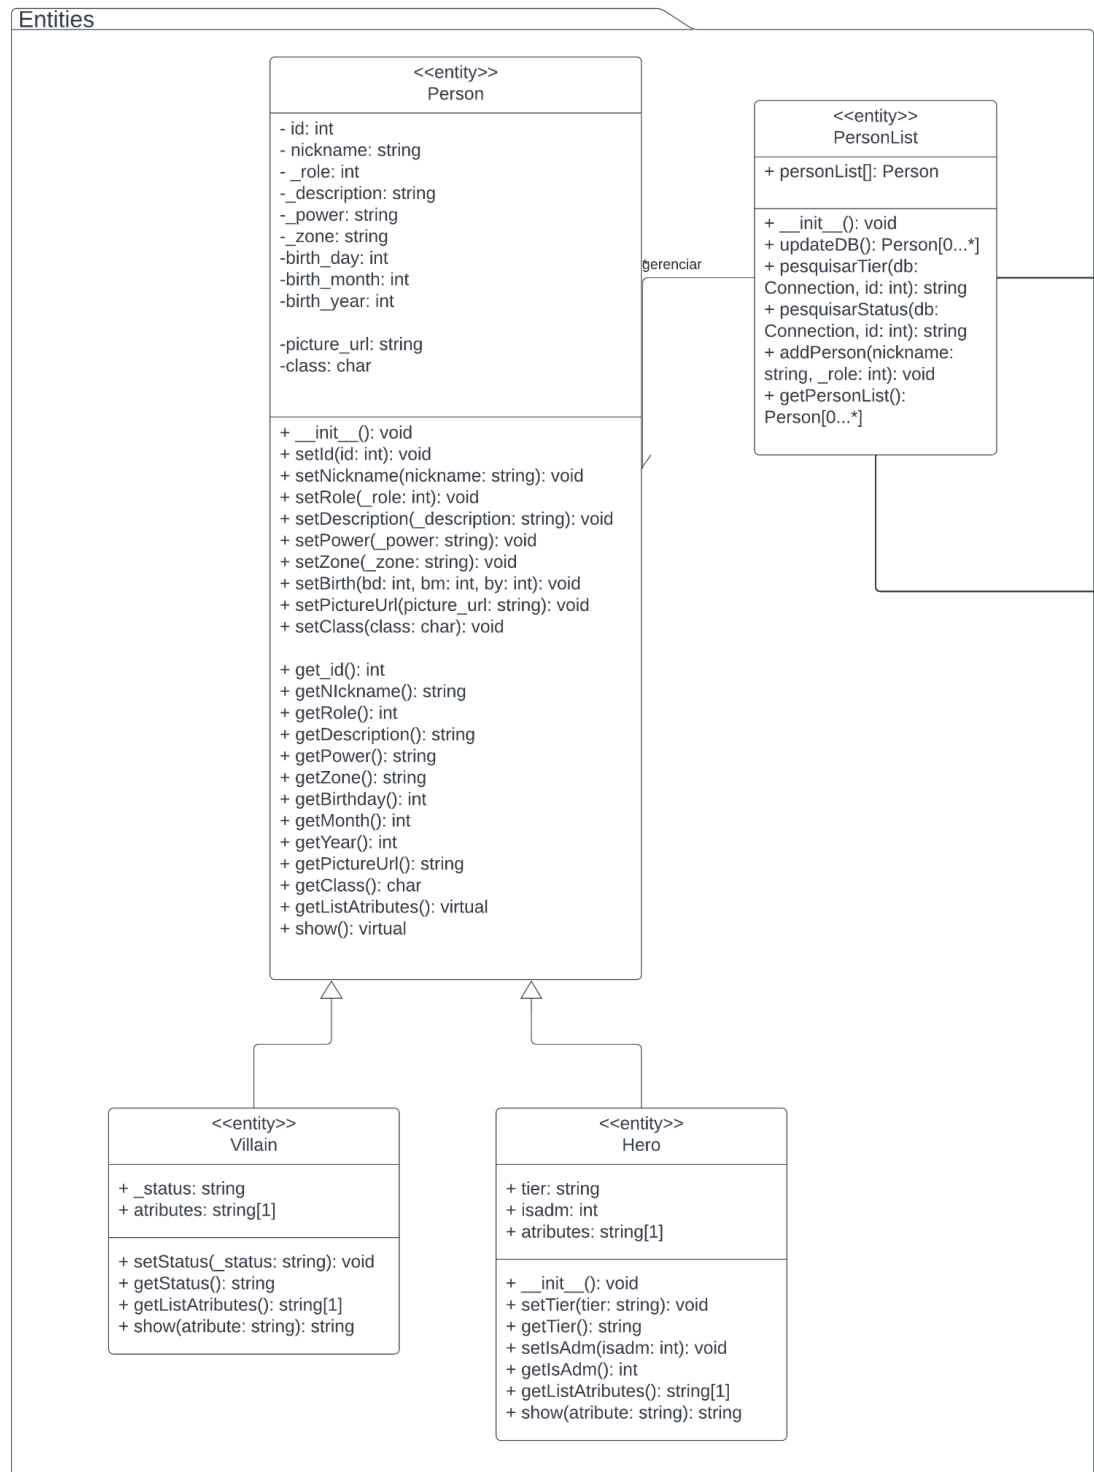 Entities
<<entity>>
Person
- id: int
- nickname: string
- _role: int
-_description: string
-_power: string
-_zone: string
-birth_day: int
-birth_month: int
-birth_year: int
-picture_url: string
-class: char
+ __init__(): void
+ setId(id: int): void
+ setNickname(nickname: string): void
+ setRole(_role: int): void
+ setDescription(_description: string): void
+ setPower(_power: string): void
+ setZone(_zone: string): void
+ setBirth(bd: int, bm: int, by: int): void
+ setPictureUrl(picture_url: string): void
+ setClass(class: char): void
+ get_id(): int
+ getNIckname(): string
+ getRole(): int
+ getDescription(): string
+ getPower(): string
+ getZone(): string
+ getBirthday(): int
+ getMonth(): int
+ getYear(): int
+ getPictureUrl(): string
+ getClass(): char
+ getListAtributes(): virtual
+ show(): virtual
*
gerenciar
<<entity>>
PersonList
+ personList[]: Person
+ __init__(): void
+ updateDB(): Person[0...*]
+ pesquisarTier(db:
Connection, id: int): string
+ pesquisarStatus(db:
Connection, id: int): string
+ addPerson(nickname:
string, _role: int): void
+ getPersonList():
Person[0...*]
<<entity>>
Villain
+ _status: string
+ atributes: string[1]
+ setStatus(_status: string): void
+ getStatus(): string
+ getListAtributes(): string[1]
+ show(atribute: string): string
<<entity>>
Hero
+ tier: string
+ isadm: int
+ atributes: string[1]
+ __init__(): void
+ setTier(tier: string): void
+ getTier(): string
+ setIsAdm(isadm: int): void
+ getIsAdm(): int
+ getListAtributes(): string[1]
+ show(atribute: string): string